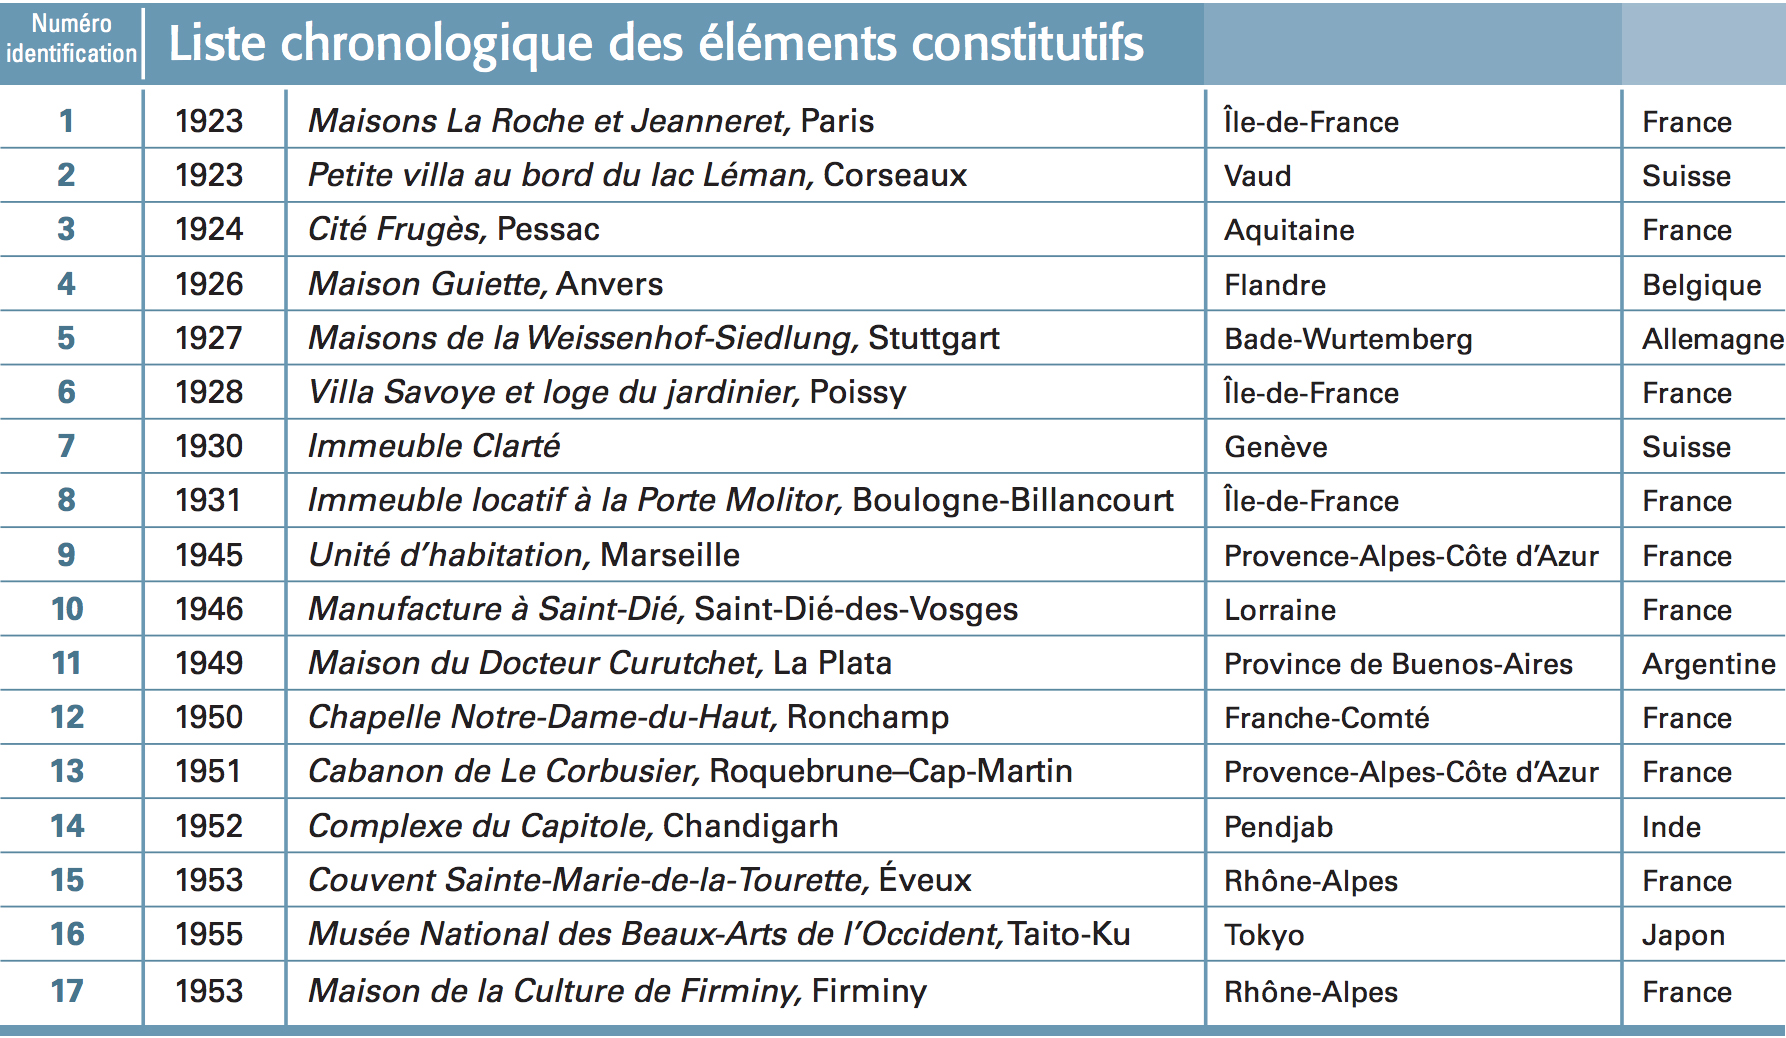 Numéro
identification
Liste chronologique des éléments constitutifs
1 1923 Maisons La Roche et Jeanneret, Paris Île-de-France France
2 1923 Petite villa au bord du lac Léman, Corseaux Vaud Suisse
3 1924 Cité Frugès, Pessac Aquitaine France
4 1926 Maison Guiette, Anvers Flandre Belgique
5 1927 Maisons de la Weissenhof-Siedlung, Stuttgart Bade-Wurtemberg Allemagne
6 1928 Villa Savoye et loge du jardinier, Poissy Île-de-France France
7 1930 Immeuble Clarté Genève Suisse
8 1931 Immeuble locatif à la Porte Molitor, Boulogne-Billancourt Île-de-France France
9 1945 Unité d’habitation, Marseille Provence-Alpes-Côte d’Azur France
10 1946 Manufacture à Saint-Dié, Saint-Dié-des-Vosges Lorraine France
11 1949 Maison du Docteur Curutchet, La Plata Province de Buenos-Aires Argentine
12 1950 Chapelle Notre-Dame-du-Haut, Ronchamp Franche-Comté France
13 1951 Cabanon de Le Corbusier, Roquebrune–Cap-Martin Provence-Alpes-Côte d’Azur France
14 1952 Complexe du Capitole, Chandigarh Pendjab Inde
15 1953 Couvent Sainte-Marie-de-la-Tourette, Éveux Rhône-Alpes France
16 1955 Musée National des Beaux-Arts de l’Occident, Taito-Ku Tokyo Japon
17 1953 Maison de la Culture de Firminy, Firminy Rhône-Alpes France